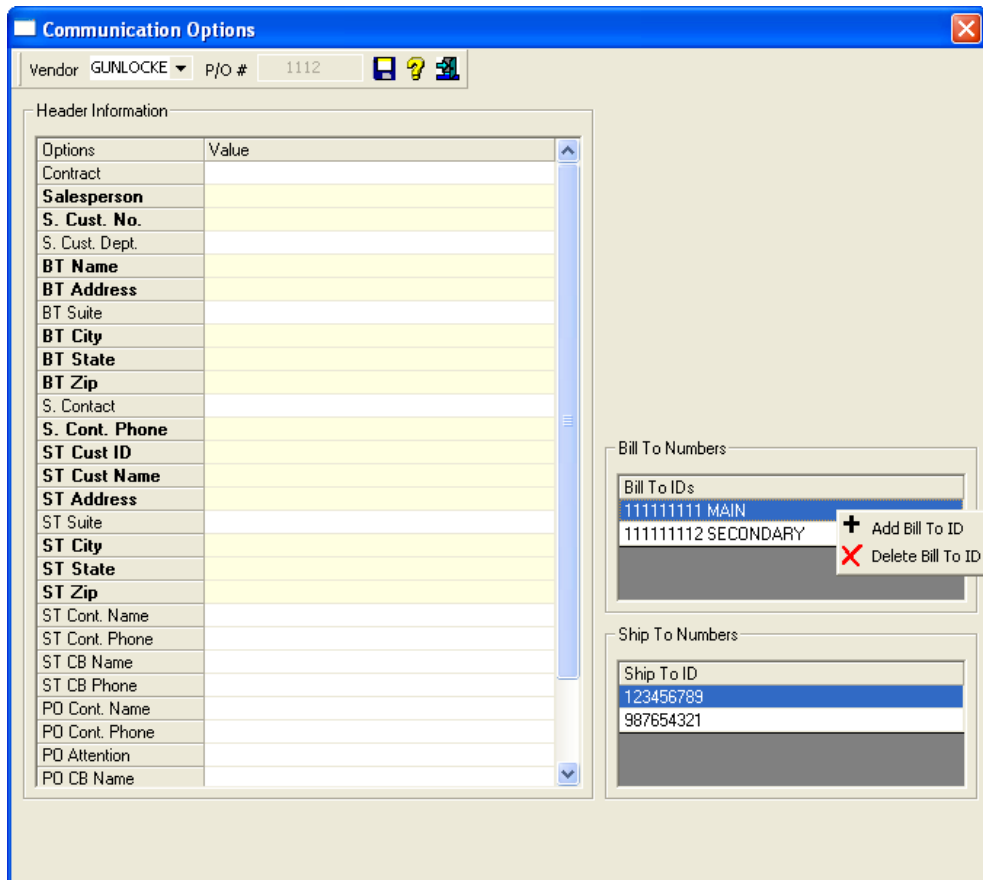 Communication Options
Vendor GUNLOCKE P/O # 1112
Header Information
Options Value
Contract
Salesperson
S. Cust. No.
S. Cust. Dept.
BT Name
BT Address
BT Suite
BT City
BT State
BT Zip
S. Contact
S. Cont. Phone
ST Cust ID
ST Cust Name
ST Address
ST Suite
ST City
ST State
ST Zip
ST Cont. Name
ST Cont. Phone
ST CB Name
ST CB Phone
PO Cont. Name
PO Cont. Phone
PO Attention
PO CB Name
Bill To Numbers
Bill To IDs
111111111 MAIN
111111112 SECONDARY
Add Bill To ID
Delete Bill To ID
Ship To Numbers
Ship To ID
123456789
987654321